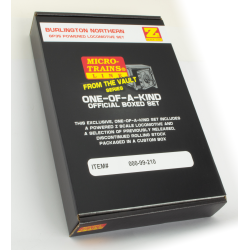 BURLINGTON NORTHERN
SP/W POWERED LOCOMOTIVE SET
Z
MICRO-
TRAINS®
LINE
FROM THE VAULT
SERIES
ONE-OF-A-KIND
OFFICIAL BOXED SET
THIS EXCLUSIVE, ONE-OF-A-KIND SET INCLUDES
A POWERED Z SCALE LOCOMOTIVE AND
A SELECTION OF PREVIOUSLY RELEASED,
DISCONTINUED ROLLING STOCK
PACKAGED IN A CUSTOM BOX
ITEM#: 988-99-210